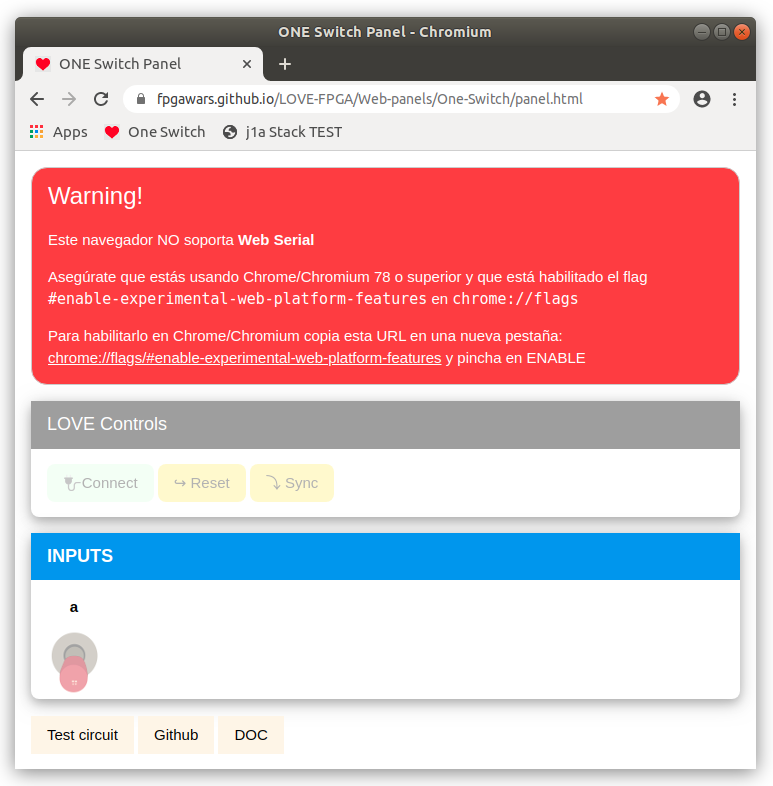 ONE Switch Panel - Chromium
ONE Switch Panel
fpgawars.github.io/LOVE-FPGA/Web-panels/One-Switch/panel.html
Apps One Switch j1a Stack TEST
Warning!
Este navegador NO soporta Web Serial
Asegúrate que estás usando Chrome/Chromium 78 o superior y que está habilitado el flag
#enable-experimental-web-platform-features en chrome://flags
Para habilitarlo en Chrome/Chromium copia esta URL en una nueva pestaña:
chrome://flags/#enable-experimental-web-platform-features y pincha en ENABLE
LOVE Controls
Connect ↪ Reset Sync
INPUTS
a
Test circuit Github DOC